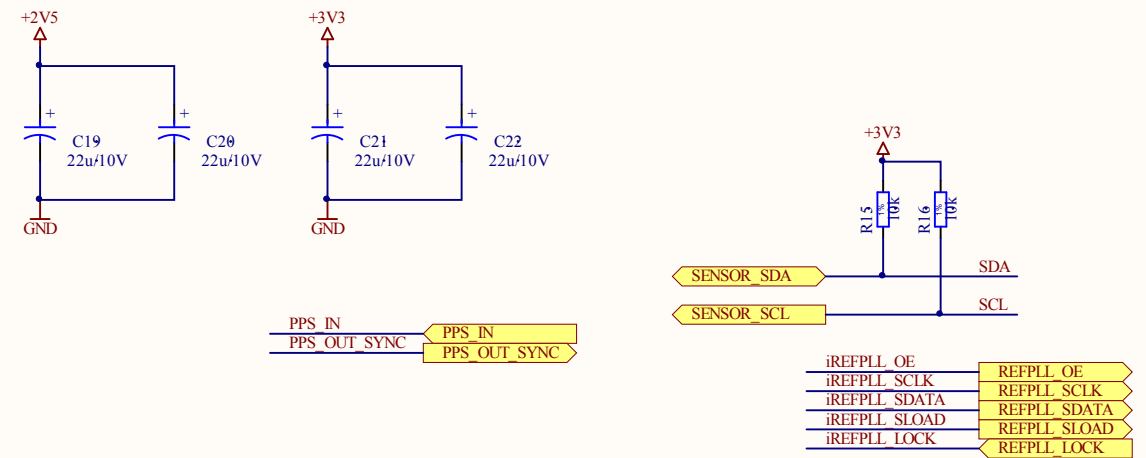 +2V5
+3V3
+
C19
22u/10V
+
C20
22u/10V
+
C21
22u/10V
+
C22
22u/10V
GND
GND
+3V3
R15
1%
10k
R16
1%
10k
SENSOR_SDA
SDA
SENSOR_SCL
SCL
PPS_IN
PPS_IN
PPS_OUT_SYNC
PPS_OUT_SYNC
iREFPLL_OE
REFPLL_OE
iREFPLL_SCLK
REFPLL_SCLK
iREFPLL_SDATA
REFPLL_SDATA
iREFPLL_SLOAD
REFPLL_SLOAD
iREFPLL_LOCK
REFPLL_LOCK